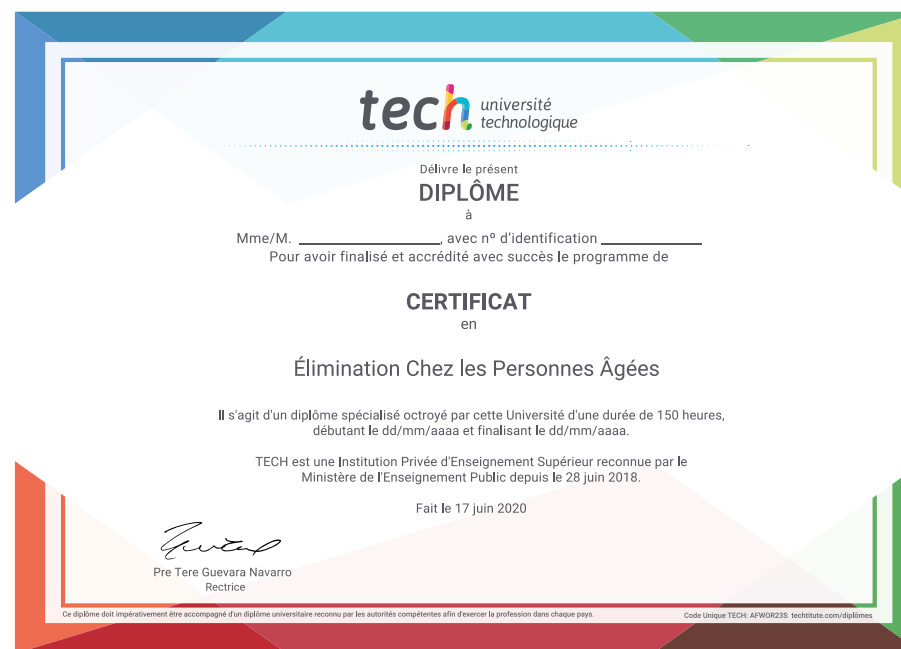 tech université
technologique
Délivre le présent
DIPLÔME
à
Mme/M. ____________, avec nº d'identification ____________
Pour avoir finalisé et accrédité avec succès le programme de
CERTIFICAT
en
Élimination Chez les Personnes Âgées
Il s'agit d'un diplôme spécialisé octroyé par cette Université d'une durée de 150 heures,
débutant le dd/mm/aaaa et finalisant le dd/mm/aaaa.
TECH est une Institution Privée d'Enseignement Supérieur reconnue par le
Ministère de l'Enseignement Public depuis le 28 juin 2018.
Fait le 17 juin 2020
Pre Tere Guevara Navarro
Rectrice
Ce diplôme doit impérativement être accompagné d'un diplôme universitaire reconnu par les autorités compétentes afin d'exercer la profession dans chaque pays.
Code Unique TECH: AFWOR23S techtitute.com/diplômes